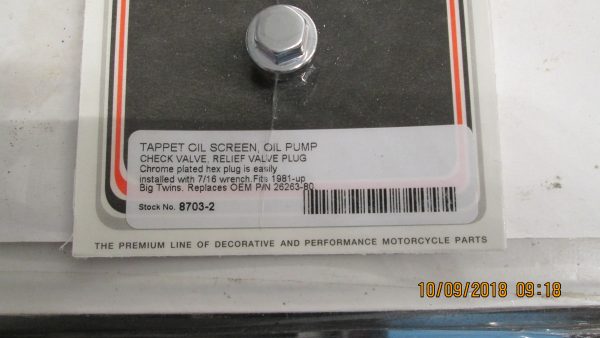 TAPPET OIL SCREEN, OIL PUMP
CHECK VALVE, RELIEF VALVE PLUG
Chrome plated hex plug is easily
installed with 7/16 wrench.Fits 1981-up
Big Twins. Replaces OEM P/N 26263-80
Stock No. 8703-2
THE PREMIUM LINE OF DECORATIVE AND PERFORMANCE MOTORCYCLE PARTS
10/09/2018 09:18